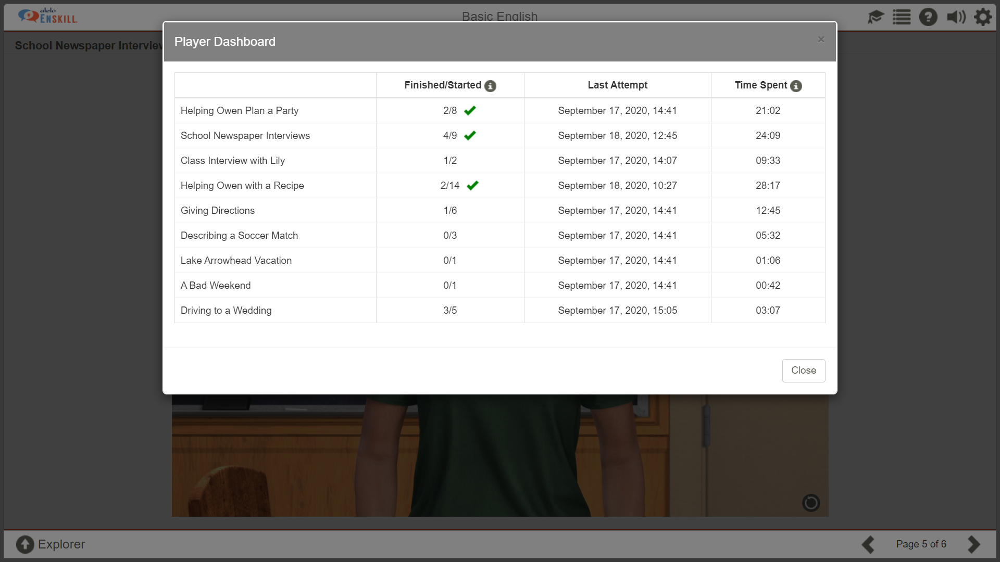 alelo
ENSKILL
Basic English
School Newspaper Interview
Player Dashboard
×
Finished/Started Last Attempt Time Spent
Helping Owen Plan a Party 2/8 September 17, 2020, 14:41 21:02
School Newspaper Interviews 4/9 September 18, 2020, 12:45 24:09
Class Interview with Lily 1/2 September 17, 2020, 14:07 09:33
Helping Owen with a Recipe 2/14 September 18, 2020, 10:27 28:17
Giving Directions 1/6 September 17, 2020, 14:41 12:45
Describing a Soccer Match 0/3 September 17, 2020, 14:41 05:32
Lake Arrowhead Vacation 0/1 September 17, 2020, 14:41 01:06
A Bad Weekend 0/1 September 17, 2020, 14:41 00:42
Driving to a Wedding 3/5 September 17, 2020, 15:05 03:07
Close
Explorer
Page 5 of 6